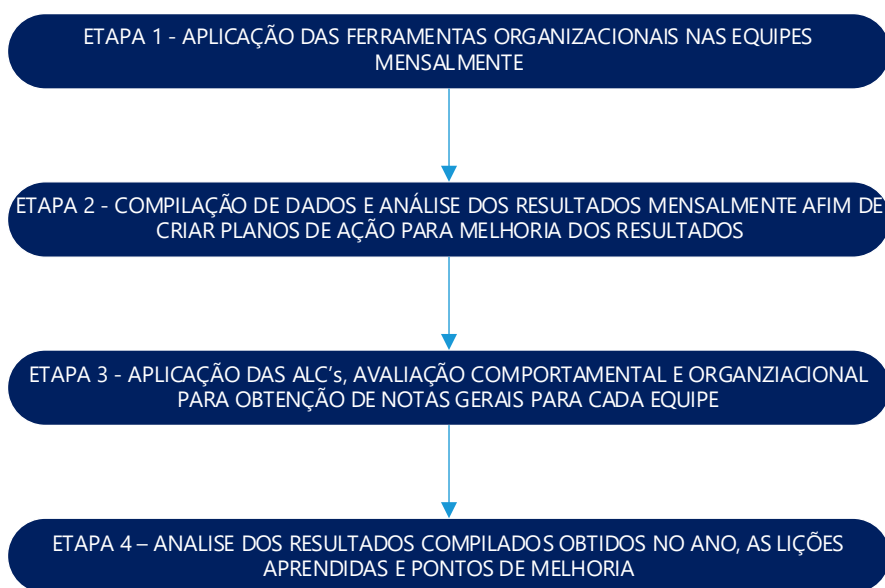 ETAPA 1 - APLICAÇÃO DAS FERRAMENTAS ORGANIZACIONAIS NAS EQUIPES
MENSALMENTE
ETAPA 2 - COMPILAÇÃO DE DADOS E ANÁLISE DOS RESULTADOS MENSALMENTE AFIM DE
CRIAR PLANOS DE AÇÃO PARA MELHORIA DOS RESULTADOS
ETAPA 3 - APLICAÇÃO DAS ALC’s, AVALIAÇÃO COMPORTAMENTAL E ORGANZIACIONAL
PARA OBTENÇÃO DE NOTAS GERAIS PARA CADA EQUIPE
ETAPA 4 – ANALISE DOS RESULTADOS COMPILADOS OBTIDOS NO ANO, AS LIÇÕES
APRENDIDAS E PONTOS DE MELHORIA